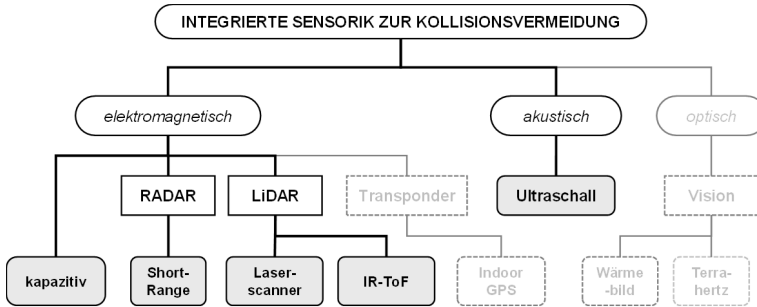 INTEGRIERTE SENSORIK ZUR KOLLISIONSVERMEIDUNG
elektromagnetisch
akustisch
optisch
RADAR
LiDAR
Transponder
Ultraschall
Vision
kapazitiv
Short-
Range
Laser-
scanner
IR-ToF
Indoor
GPS
Wärme
-bild
Terra-
hertz